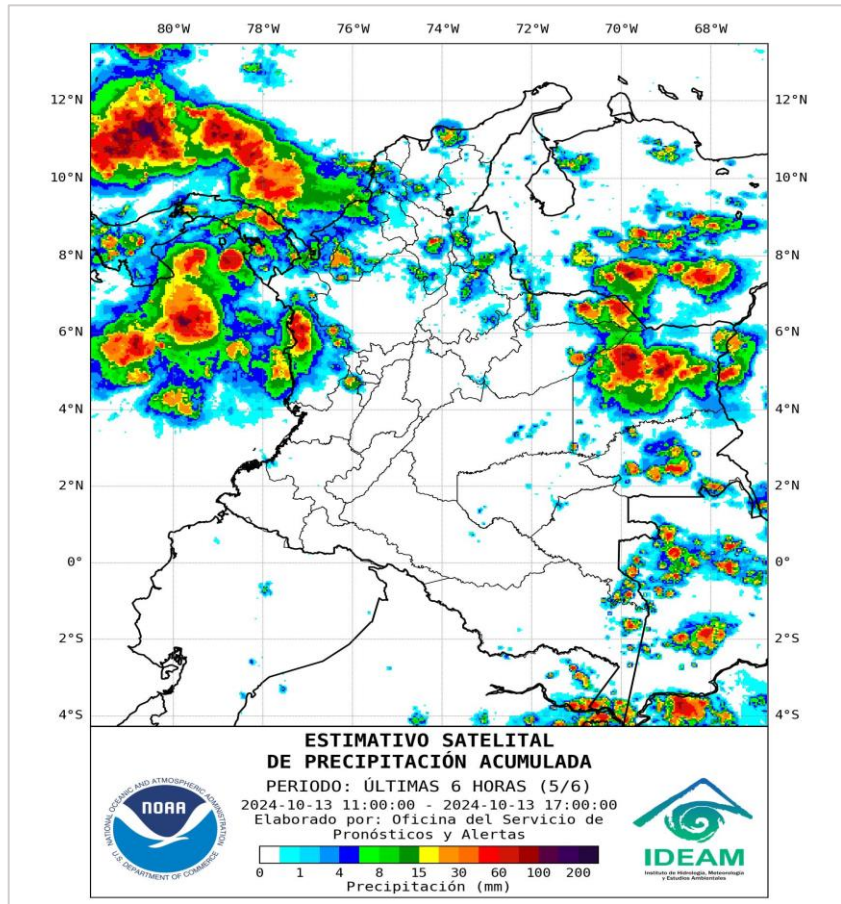 80°W 78°W 76°W 74°W 72°W 70°W 68°W
12°N 12°N
10°N 10°N
8°N 8°N
6°N 6°N
4°N 4°N
2°N 2°N
0° 0°
2°S 2°S
4°S 4°S
ESTIMATIVO SATELITAL
DE PRECIPITACIÓN ACUMULADA
PERIODO: ÚLTIMAS 6 HORAS (5/6)
2024-10-13 11:00:00 - 2024-10-13 17:00:00
Elaborado por: Oficina del Servicio de
Pronósticos y Alertas
0 1 4 8 15 30 60 100 200
Precipitación (mm)
NATIONAL OCEANIC AND ATMOSPHERIC ADMINISTRATION
NOAA
U.S. DEPARTMENT OF COMMERCE
IDEAM
Instituto de Hidrología, Meteorología
y Estudios Ambientales